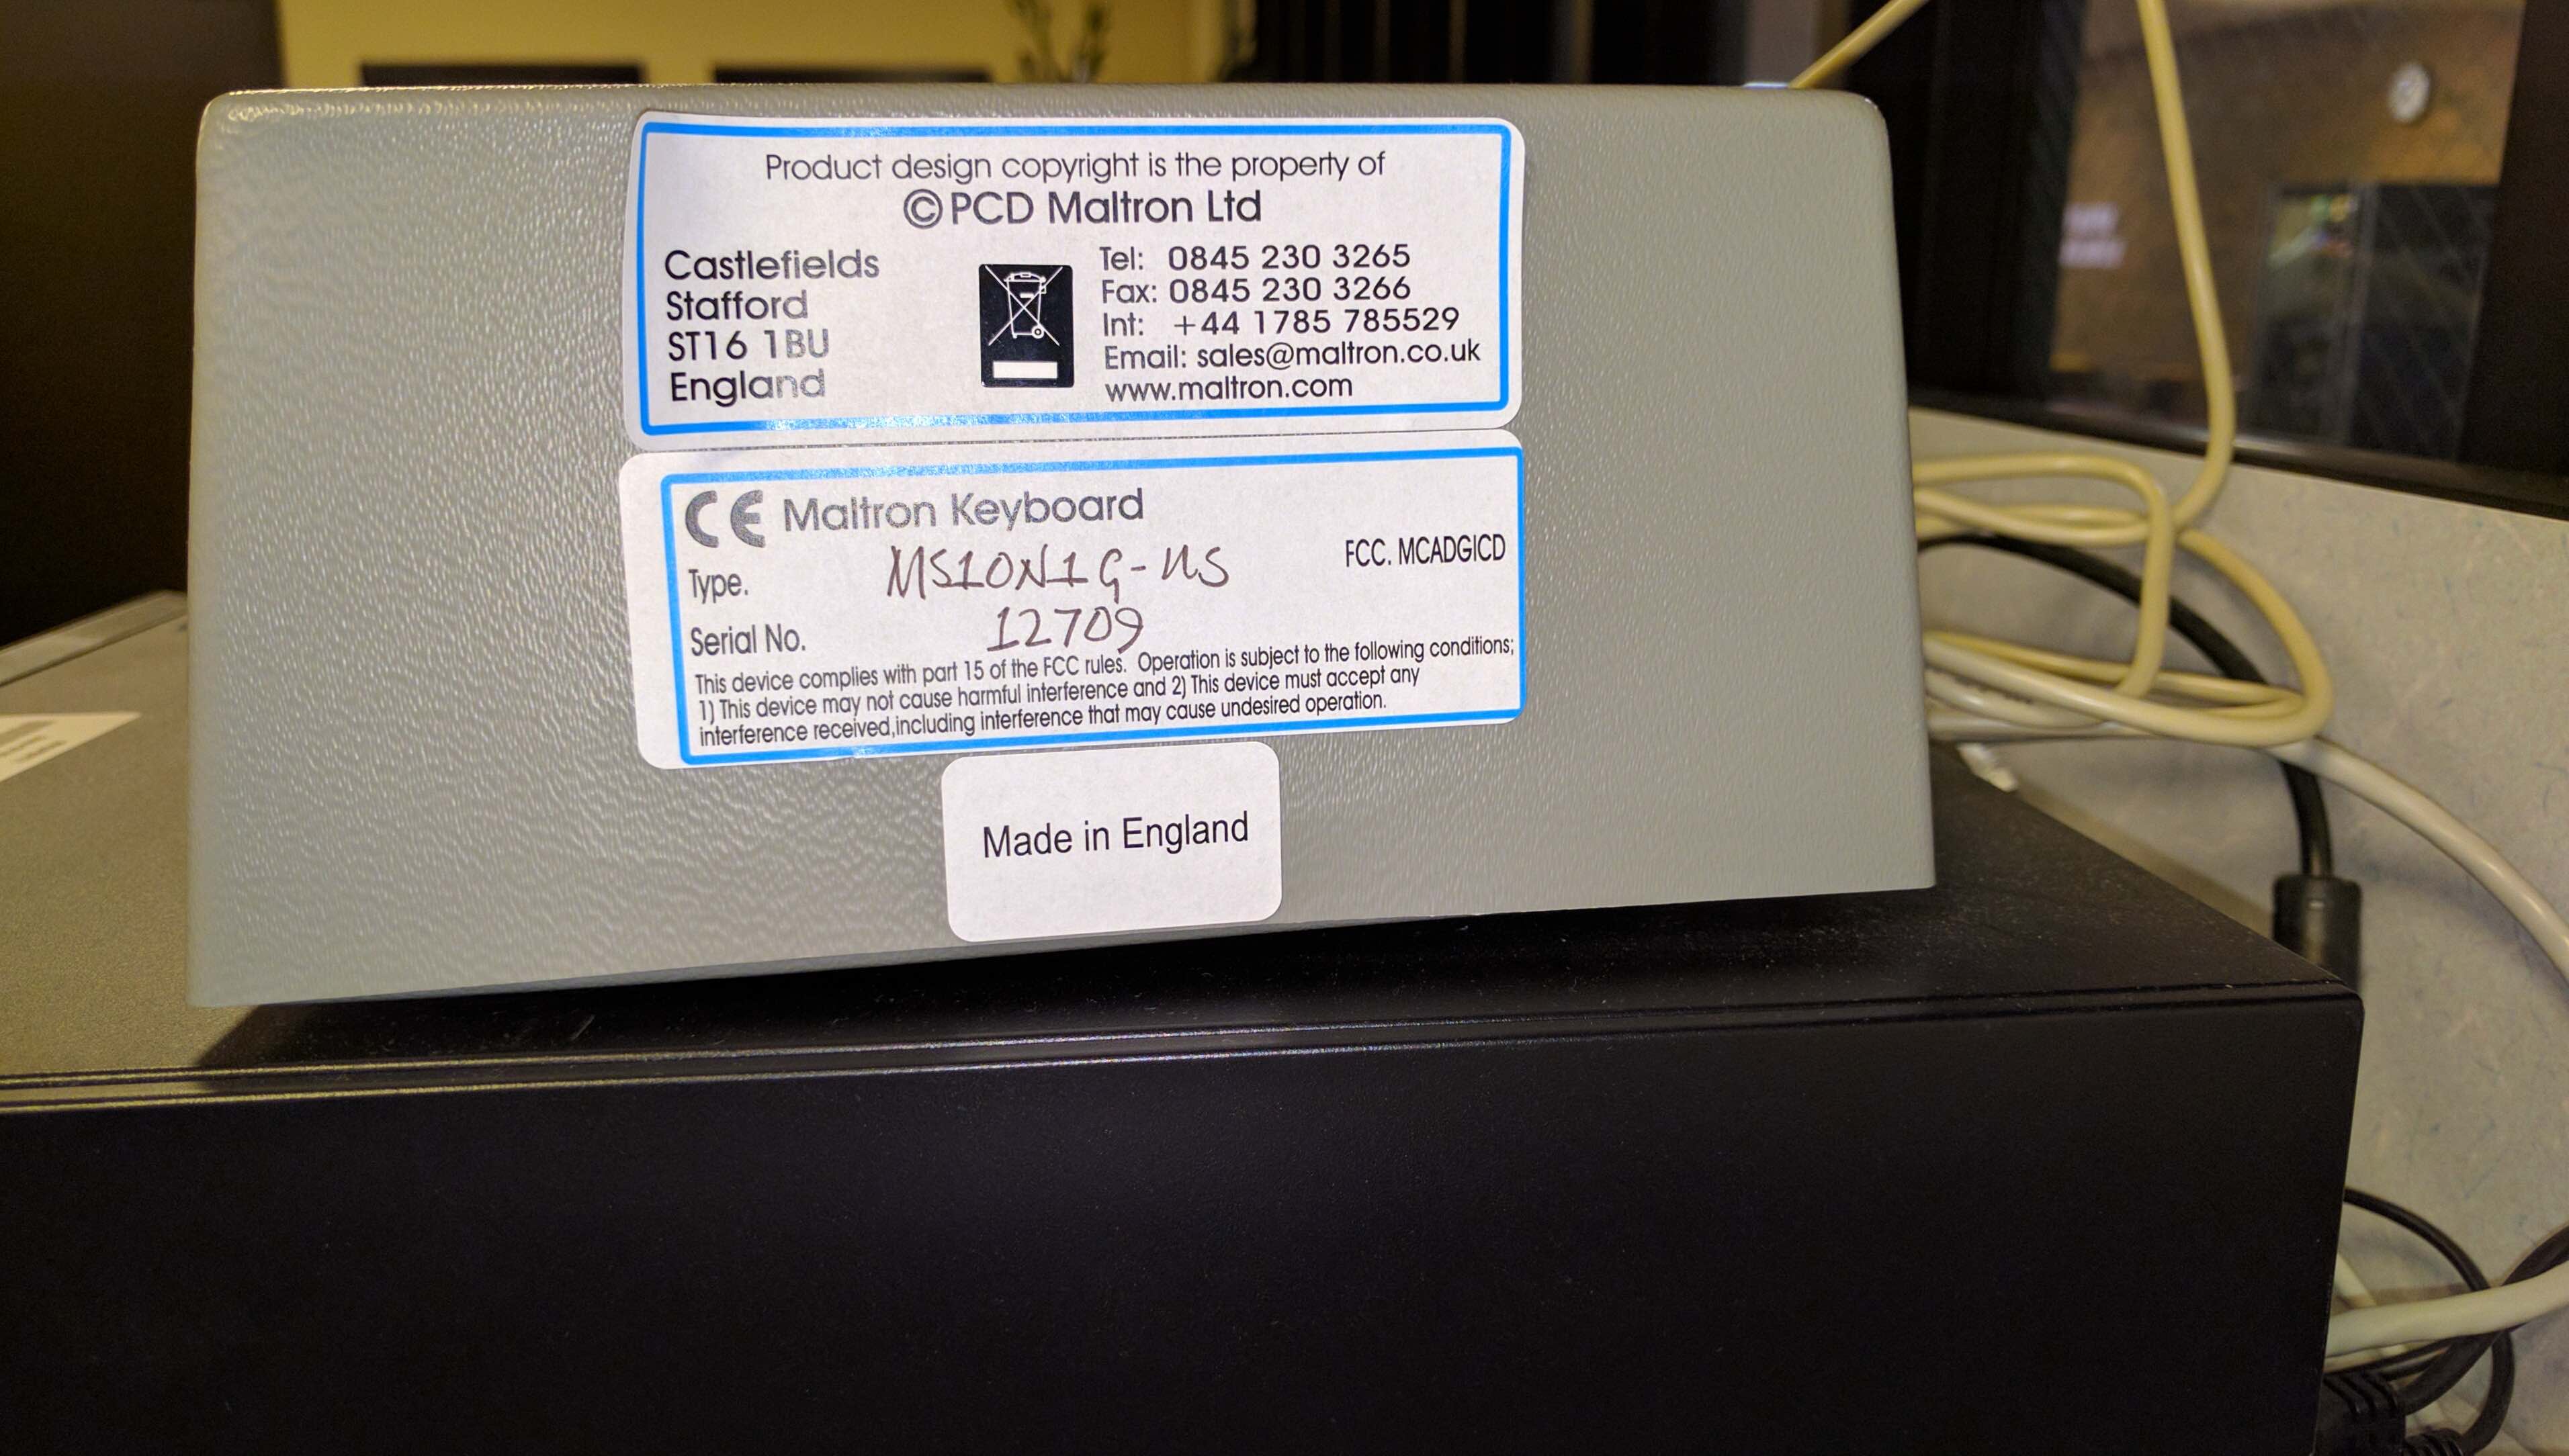 Product design copyright is the property of
©PCD Maltron Ltd
Castlefields
Stafford
ST16 1BU
England
Tel: 0845 230 3265
Fax: 0845 230 3266
Int: +44 1785 785529
Email: sales@maltron.co.uk
www.maltron.com
CE Maltron Keyboard
FCC. MCADGICD
Type. MS10N1G-US
Serial No. 12709
This device complies with part 15 of the FCC rules. Operation is subject to the following conditions;
1) This device may not cause harmful interference and 2) This device must accept any
interference received,including interference that may cause undesired operation.
Made in England